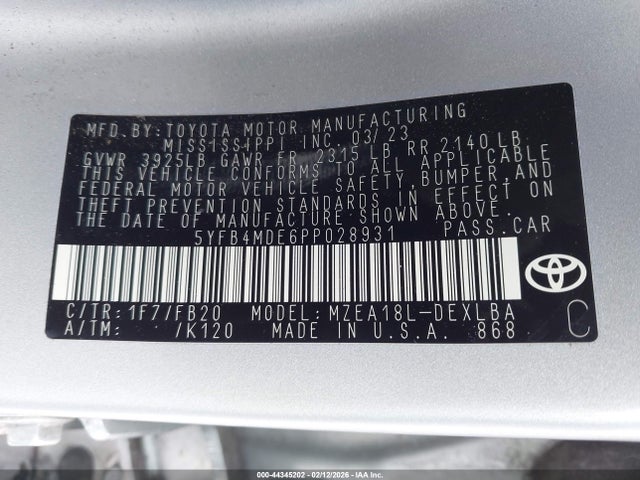 MFD.BY:TOYOTA MOTOR MANUFACTURING
MISSISSIPPI INC. 03/23
GVWR 3925LB GAWR FR 2315 LB RR 2140 LB
THIS VEHICLE CONFORMS TO ALL APPLICABLE
FEDERAL MOTOR VEHICLE SAFETY, BUMPER, AND
THEFT PREVENTION STANDARDS IN EFFECT ON
THE DATE OF MANUFACTURE SHOWN ABOVE.
5YFB4MDE6PP028931 PASS.CAR
C/TR: 1F7/FB20 MODEL: MZEA18L-DEXLBA
A/TM: /K120 MADE IN U.S.A. 868 C
000-44345202 - 02/12/2026 - IAAI.com